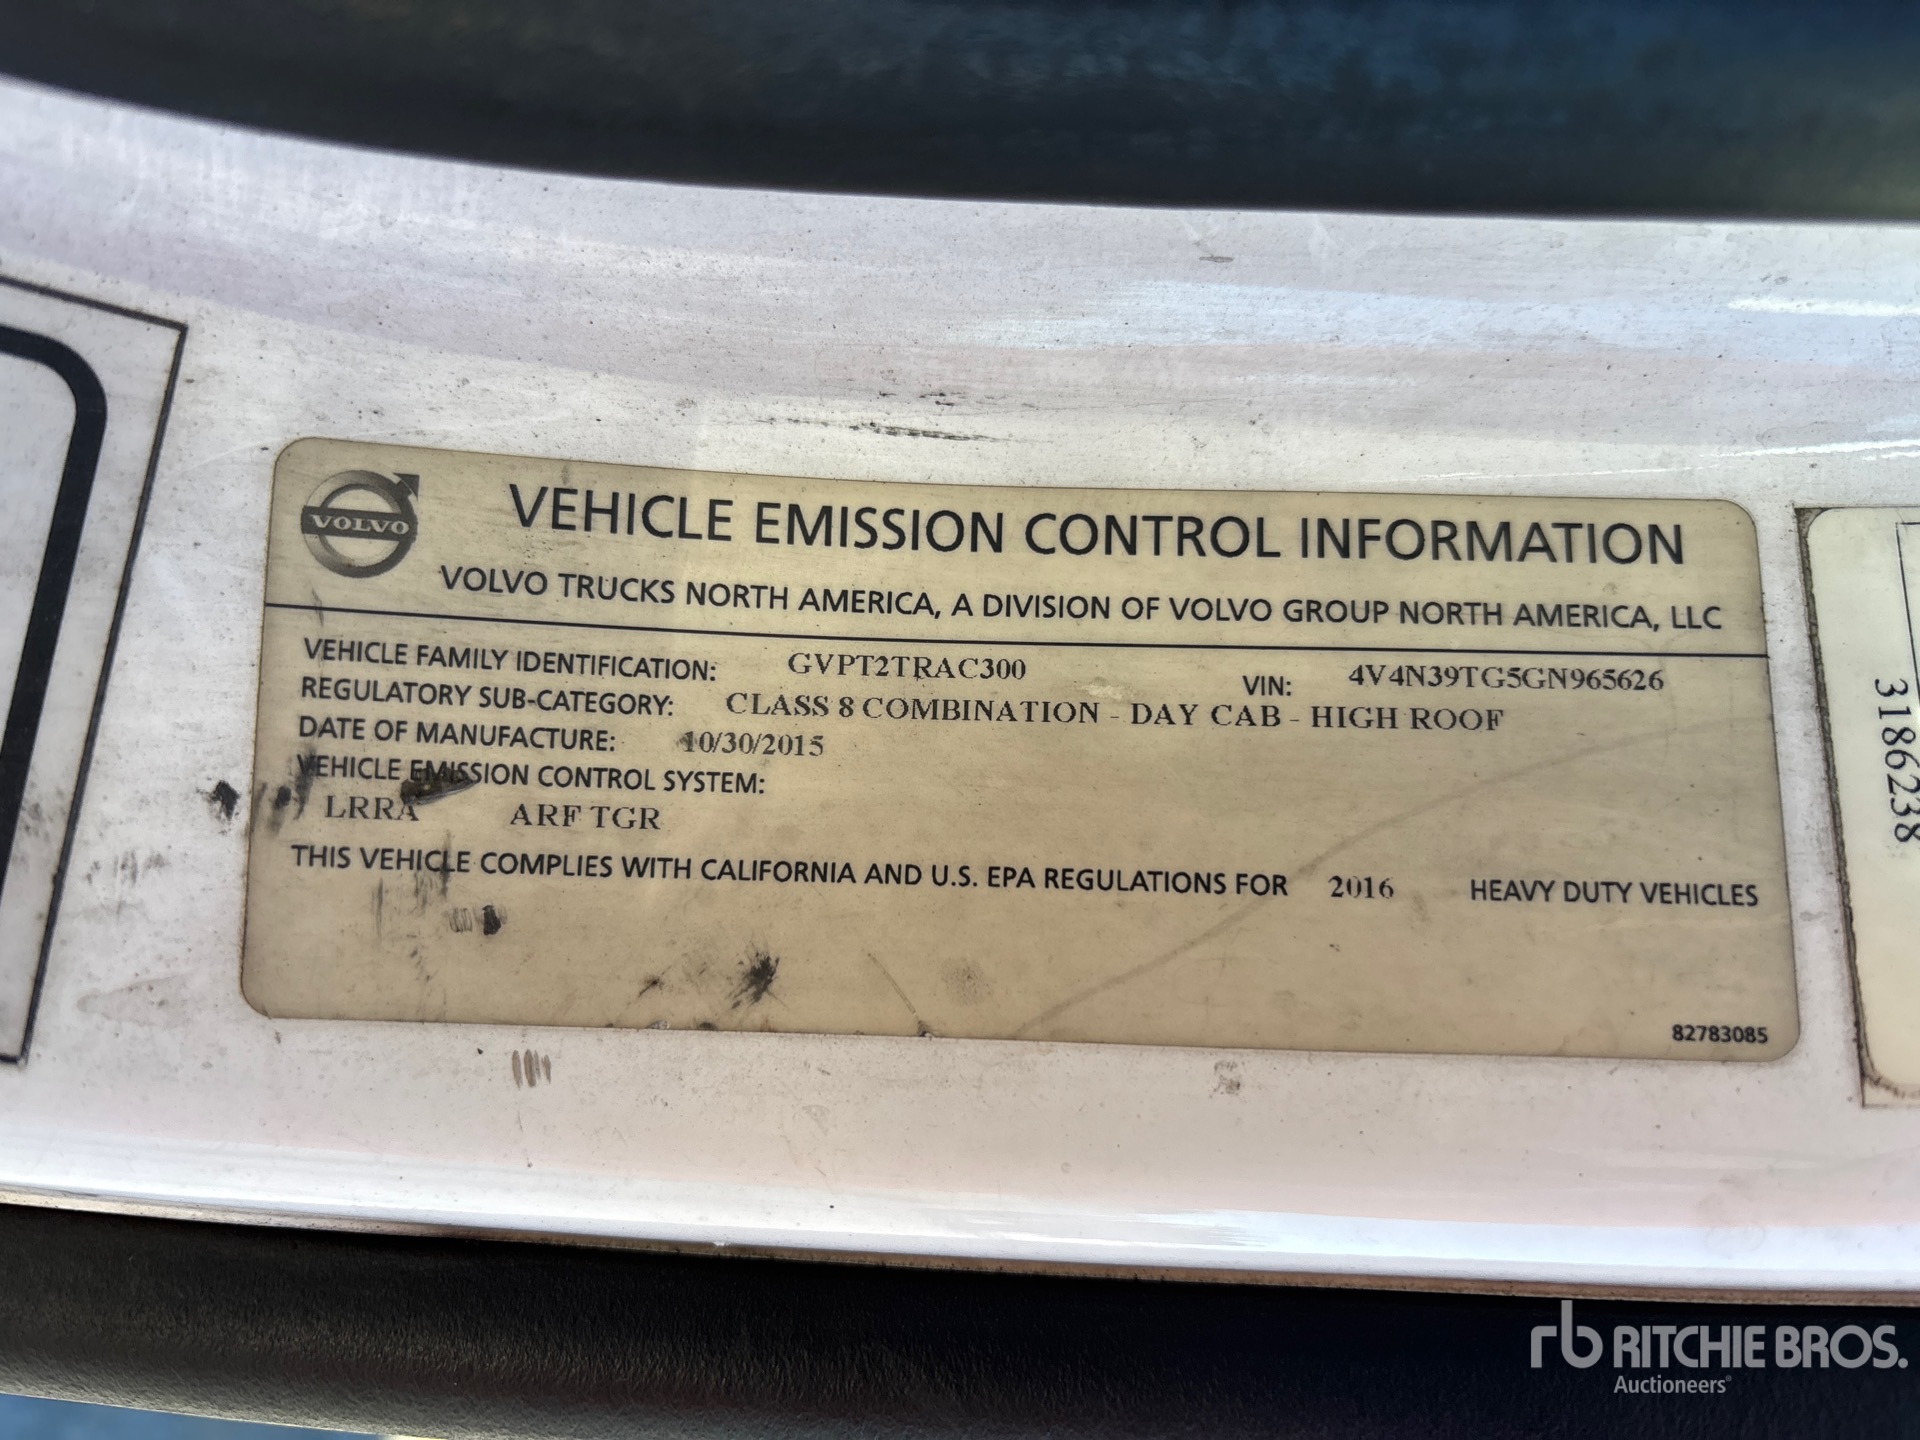 VOLVO
VEHICLE EMISSION CONTROL INFORMATION
VOLVO TRUCKS NORTH AMERICA, A DIVISION OF VOLVO GROUP NORTH AMERICA, LLC
VEHICLE FAMILY IDENTIFICATION: GVPT2TRAC300 VIN: 4V4N39TG5GN965626
REGULATORY SUB-CATEGORY: CLASS 8 COMBINATION - DAY CAB - HIGH ROOF
DATE OF MANUFACTURE: 10/30/2015
VEHICLE EMISSION CONTROL SYSTEM:
LRRA ARF TGR
THIS VEHICLE COMPLIES WITH CALIFORNIA AND U.S. EPA REGULATIONS FOR 2016 HEAVY DUTY VEHICLES
82783085
3186238
rb RITCHIE BROS.
Auctioneers